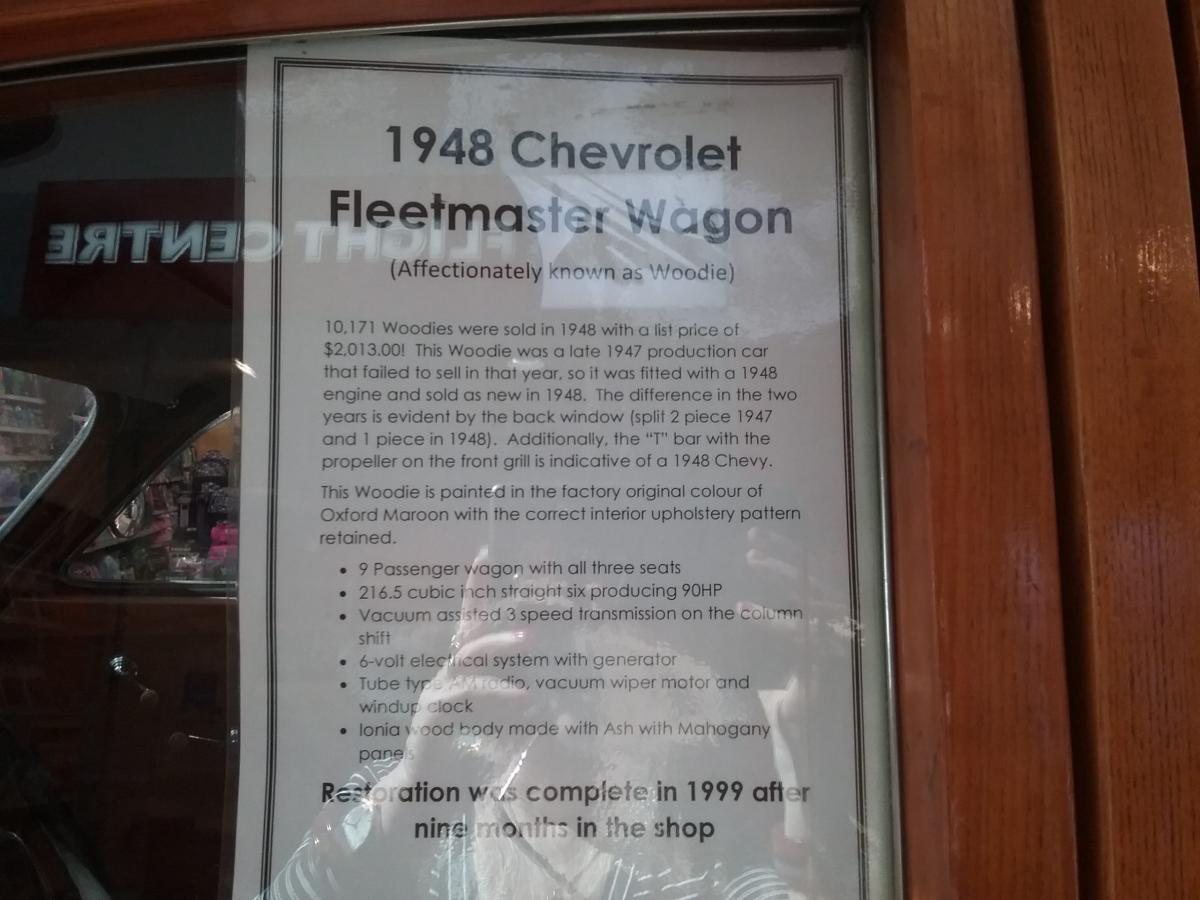 1948 Chevrolet
Fleetmaster Wagon
(Affectionately known as Woodie)
FLIGHT CENTRE
10,171 Woodies were sold in 1948 with a list price of
$2,013.00! This Woodie was a late 1947 production car
that failed to sell in that year, so it was fitted with a 1948
engine and sold as new in 1948. The difference in the two
years is evident by the back window (split 2 piece 1947
and 1 piece in 1948). Additionally, the "T" bar with the
propeller on the front grill is indicative of a 1948 Chevy.
This Woodie is painted in the factory original colour of
Oxford Maroon with the correct interior upholstery pattern
retained.
• 9 Passenger wagon with all three seats
• 216.5 cubic inch straight six producing 90HP
• Vacuum assisted 3 speed transmission on the column
shift
• 6-volt electrical system with generator
• Tube type AM radio, vacuum wiper motor and
windup clock
• Ionia wood body made with Ash with Mahogany
panels
Restoration was complete in 1999 after
nine months in the shop